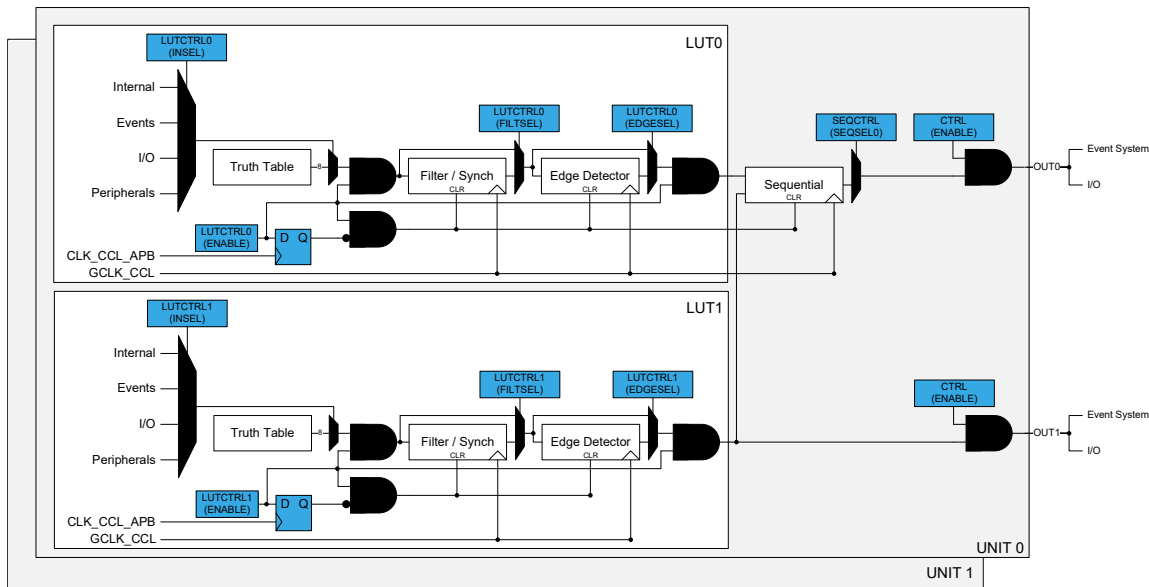 LUT0
LUTCTRL0
(INSEL)
Internal
Events
I/O
Peripherals
Truth Table
8
LUTCTRL0
(FILTSEL)
Filter / Synch
CLR
LUTCTRL0
(EDGESEL)
Edge Detector
CLR
LUTCTRL0
(ENABLE)
D Q
CLK_CCL_APB
GCLK_CCL
SEQCTRL
(SEQSEL0)
Sequential
CLR
CTRL
(ENABLE)
OUT0
Event System
I/O
LUT1
LUTCTRL1
(INSEL)
Internal
Events
I/O
Peripherals
Truth Table
8
LUTCTRL1
(FILTSEL)
Filter / Synch
CLR
LUTCTRL1
(EDGESEL)
Edge Detector
CLR
LUTCTRL1
(ENABLE)
D Q
CLK_CCL_APB
GCLK_CCL
CTRL
(ENABLE)
OUT1
Event System
I/O
UNIT 0
UNIT 1